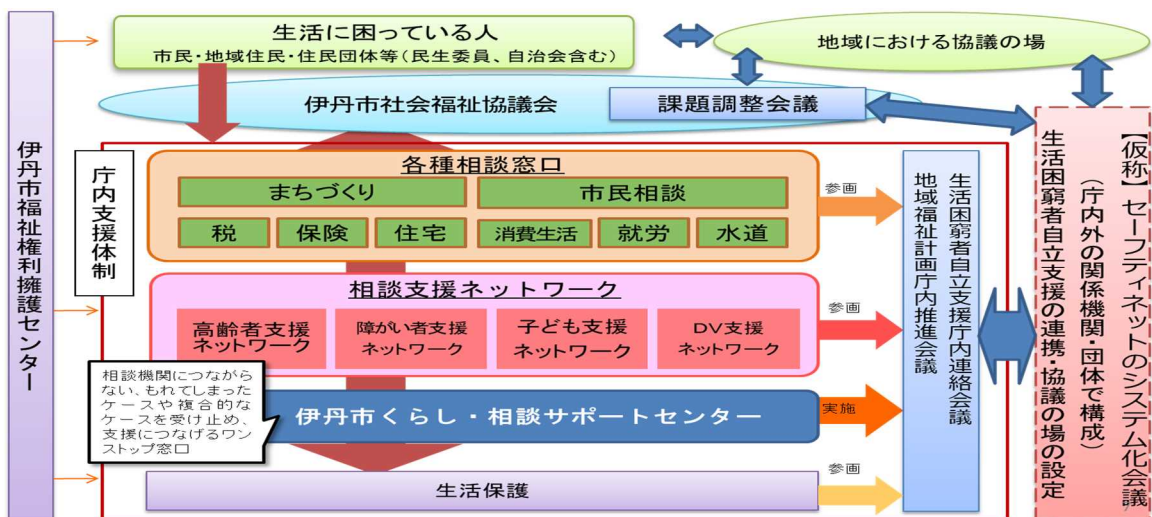 生活に困っている人
市民・地域住民・住民団体等(民生委員、自治会含む)
地域における協議の場
伊丹市社会福祉協議会
課題調整会議
伊丹市福祉権利擁護センター
庁内支援体制
各種相談窓口
まちづくり
市民相談
税
保険
住宅
消費生活
就労
水道
参画
相談支援ネットワーク
高齢者支援
ネットワーク
障がい者支援
ネットワーク
子ども支援
ネットワーク
DV支援
ネットワーク
参画
相談機関につながら
ない、もれてしまった
ケースや複合的な
ケースを受け止め、
支援につなげるワン
ストップ窓口
伊丹市くらし・相談サポートセンター
実施
生活保護
参画
生活困窮者自立支援庁内連絡会議
地域福祉計画庁内推進会議
【仮称】セーフティネットのシステム化会議
(庁内外の関係機関・団体で構成)
生活困窮者自立支援の連携・協議の場の設定
7